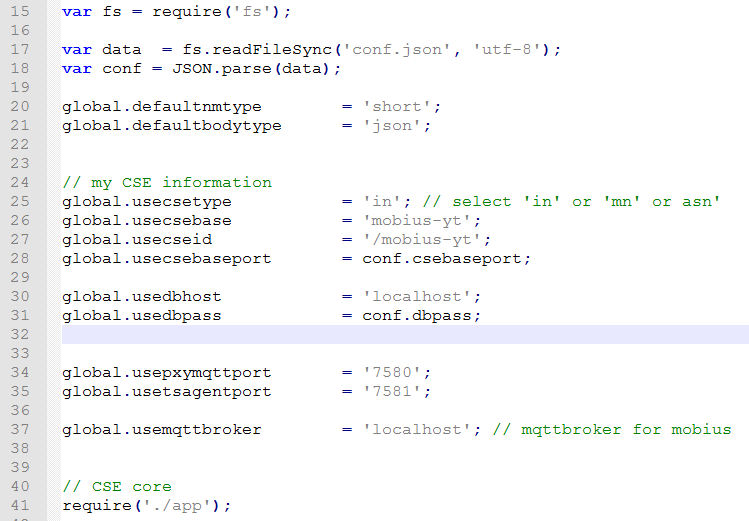 15 var fs = require('fs');
16
17 var data  = fs.readFileSync('conf.json', 'utf-8');
18 var conf = JSON.parse(data);
19
20 global.defaultnmtype        = 'short';
21 global.defaultbodytype      = 'json';
22
23
24 // my CSE information
25 global.usecsetype           = 'in'; // select 'in' or 'mn' or asn'
26 global.usecsebase           = 'mobius-yt';
27 global.usecseid             = '/mobius-yt';
28 global.usecsebaseport       = conf.csebaseport;
29
30 global.usedbhost            = 'localhost';
31 global.usedbpass            = conf.dbpass;
32
33
34 global.usepxymqttport       = '7580';
35 global.usetsagentport       = '7581';
36
37 global.usemqttbroker        = 'localhost'; // mqttbroker for mobius
38
39
40 // CSE core
41 require('./app');